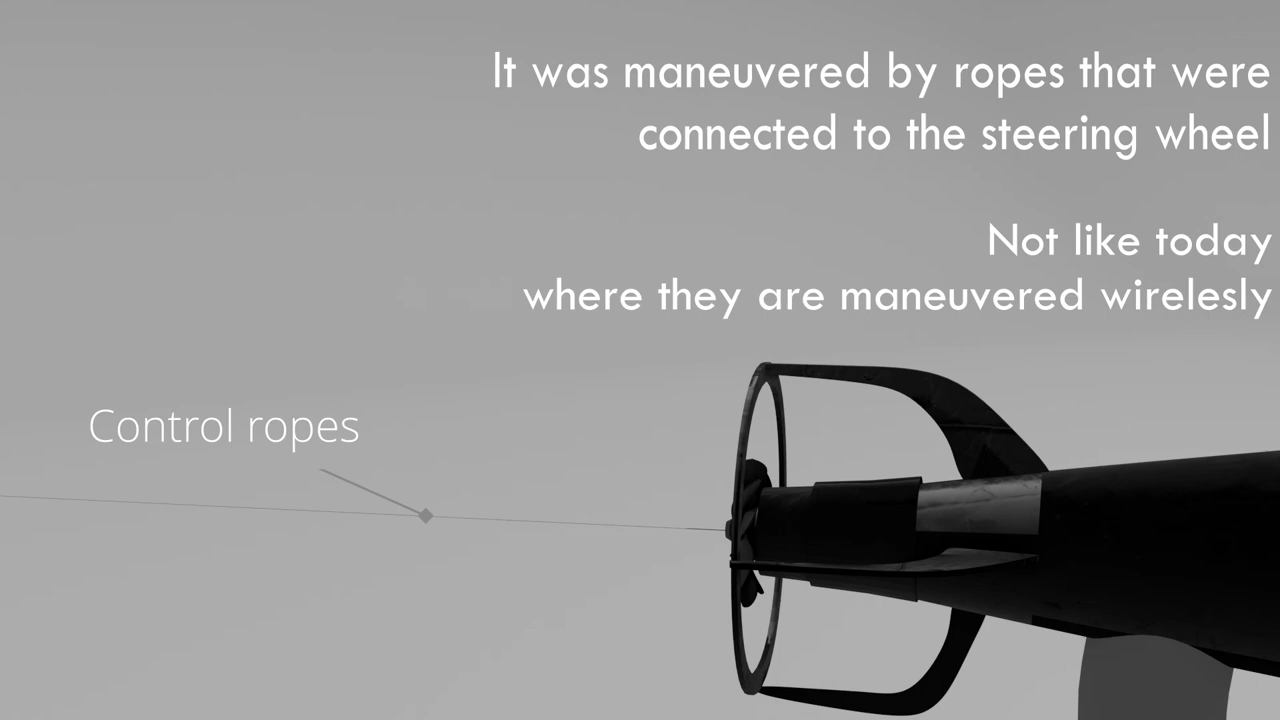 It was maneuvered by ropes that were
connected to the steering wheel
Not like today
where they are maneuvered wirelesly
Control ropes